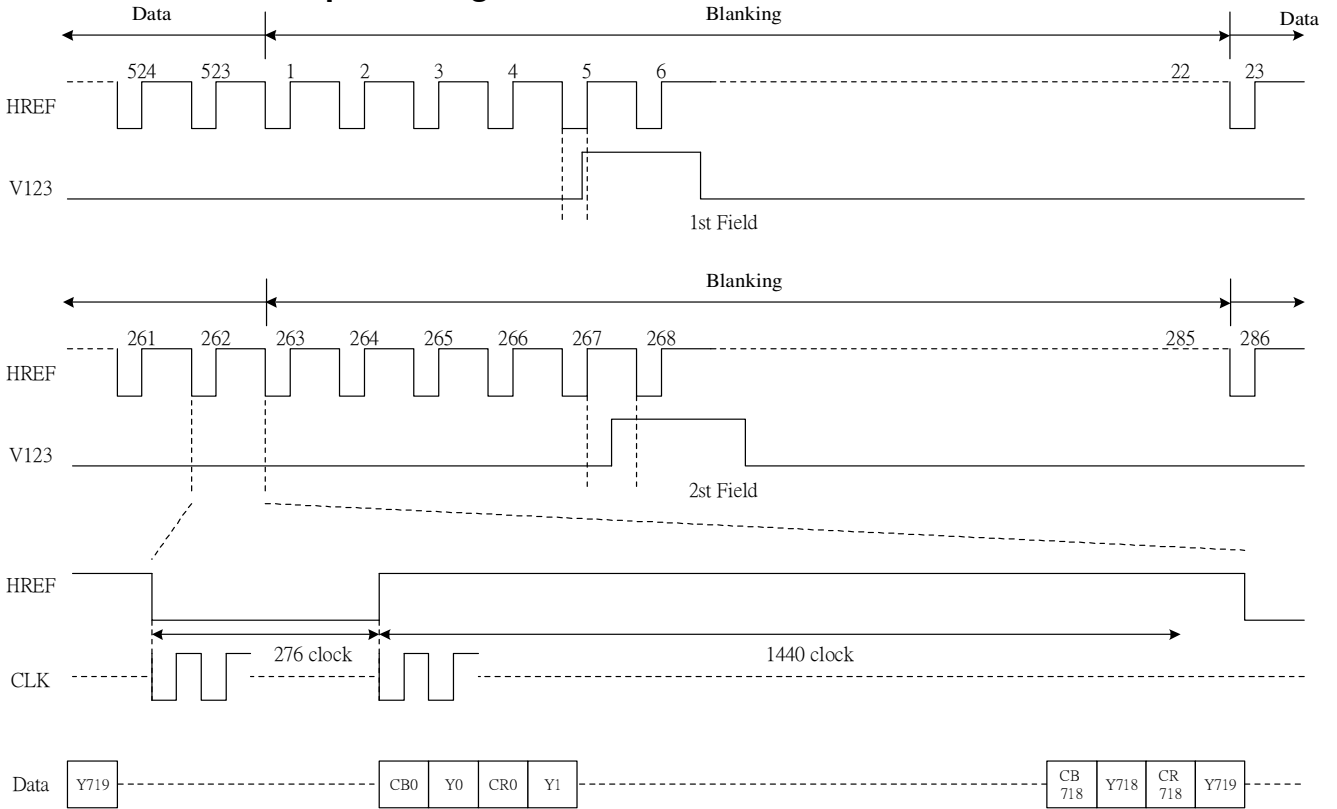 Data Blanking Data
524 523 1 2 3 4 5 6 22 23
HREF
V123
1st Field
Blanking
261 262 263 264 265 266 267 268 285 286
HREF
V123
2st Field
HREF
276 clock 1440 clock
CLK
Data Y719 CB0 Y0 CR0 Y1 CB 718 Y718 CR 718 Y719